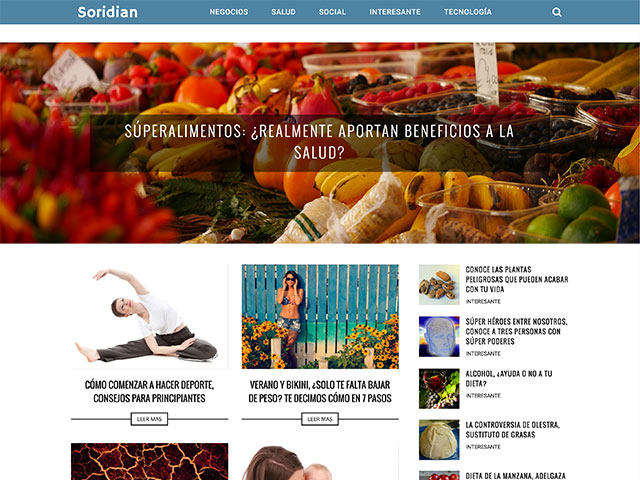 Soridian
NEGOCIOS SALUD SOCIAL INTERESANTE TECNOLOGÍA
SÚPERALIMENTOS: ¿REALMENTE APORTAN BENEFICIOS A LA
SALUD?
CÓMO COMENZAR A HACER DEPORTE,
CONSEJOS PARA PRINCIPIANTES
LEER MAS
VERANO Y BIKINI, ¿SOLO TE FALTA BAJAR
DE PESO? TE DECIMOS CÓMO EN 7 PASOS
LEER MAS
CONOCE LAS PLANTAS
PELIGROSAS QUE PUEDEN ACABAR
CON TU VIDA
INTERESANTE
SÚPER HÉROES ENTRE NOSOTROS,
CONOCE A TRES PERSONAS CON
SÚPER PODERES
INTERESANTE
ALCOHOL, ¿AYUDA O NO A TU
DIETA?
INTERESANTE
LA CONTROVERSIA DE OLESTRA,
SUSTITUTO DE GRASAS
INTERESANTE
DIETA DE LA MANZANA, ADELGAZA